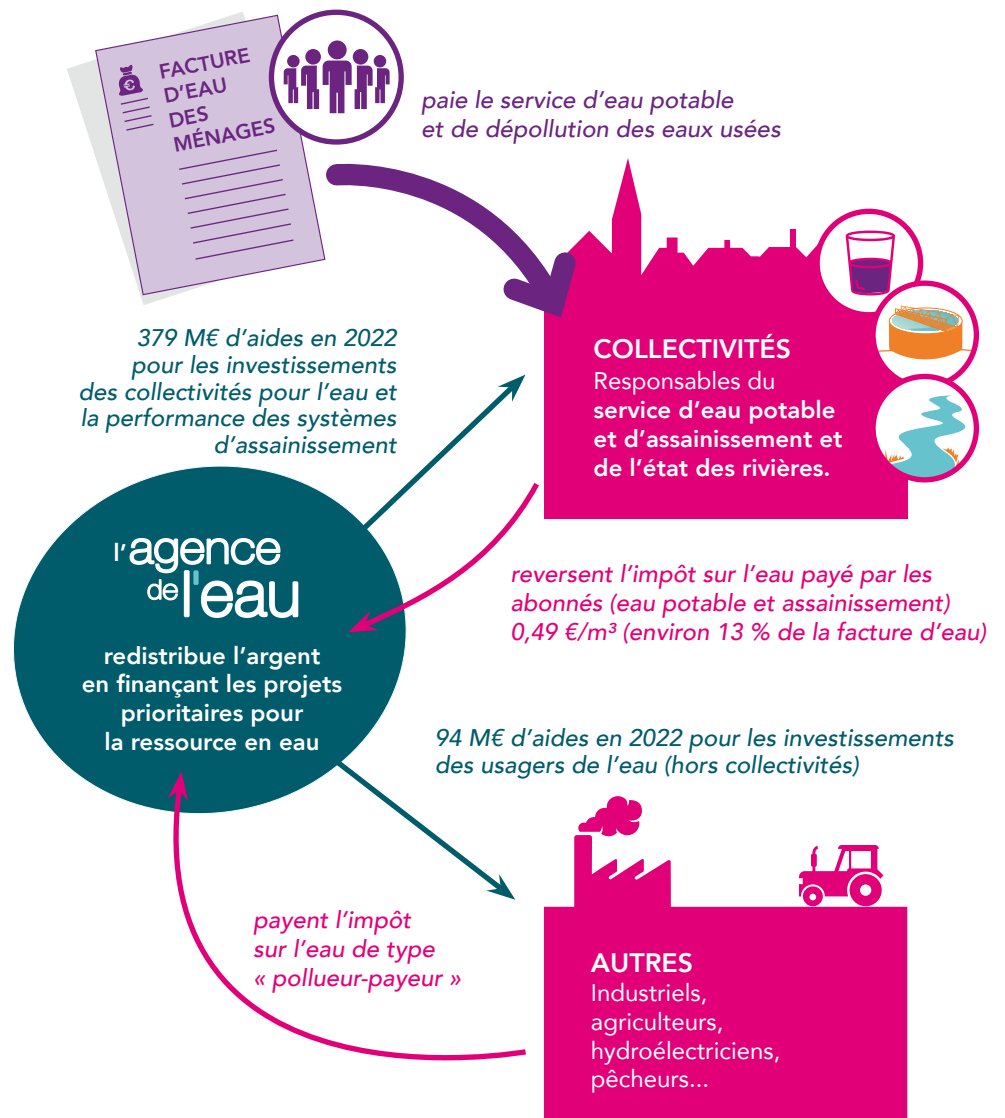 FACTURE
D'EAU
DES
MÉNAGES
paie le service d'eau potable
et de dépollution des eaux usées
379 M€ d'aides en 2022
pour les investissements
des collectivités pour l'eau et
la performance des systèmes
d'assainissement
COLLECTIVITÉS
Responsables du
service d'eau potable
et d'assainissement et
de l'état des rivières.
l'agence
de l'eau
redistribue l'argent
en finançant les projets
prioritaires pour
la ressource en eau
reversent l'impôt sur l'eau payé par les
abonnés (eau potable et assainissement)
0,49 €/m³ (environ 13 % de la facture d'eau)
94 M€ d'aides en 2022 pour les investissements
des usagers de l'eau (hors collectivités)
payent l'impôt
sur l'eau de type
« pollueur-payeur »
AUTRES
Industriels,
agriculteurs,
hydroélectriciens,
pêcheurs...